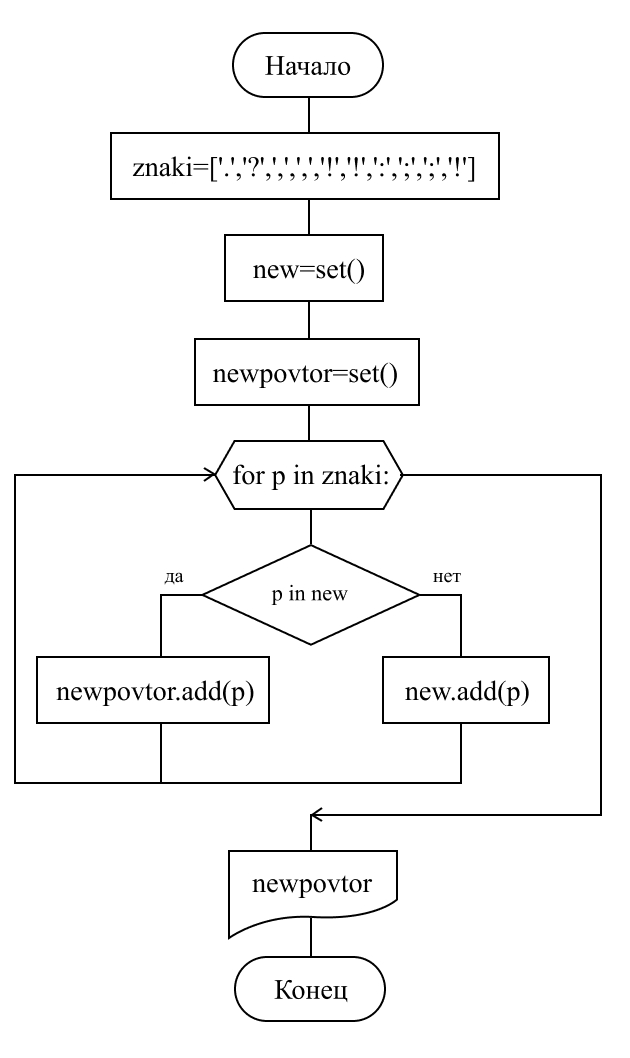 Начало
znaki=['.','?',',',',','!','!',':',';',';','!']
new=set()
newpovtor=set()
for p in znaki:
да
нет
p in new
newpovtor.add(p)
new.add(p)
newpovtor
Конец